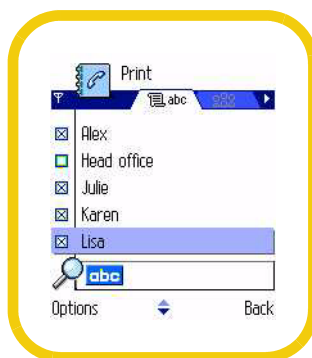 Print
abc
Alex
Head office
Julie
Karen
Lisa
abc
Options Back